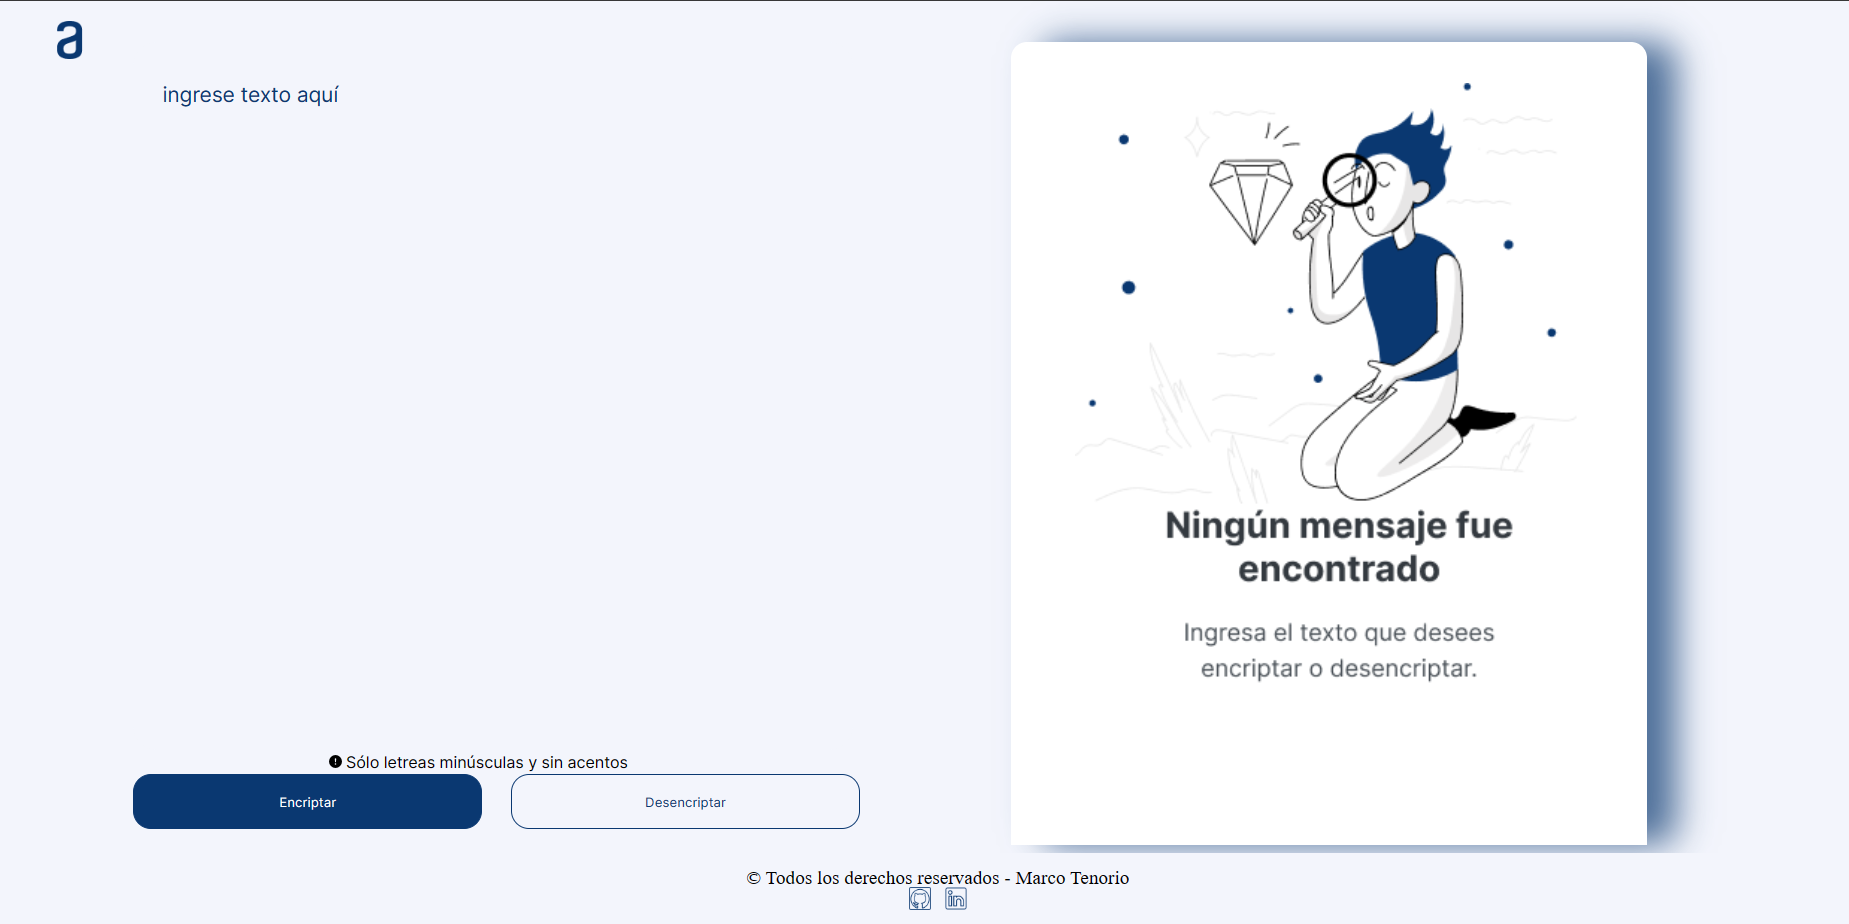 a
ingrese texto aquí
Ningún mensaje fue
encontrado
Ingresa el texto que desees
encriptar o desencriptar.
Sólo letreas minúsculas y sin acentos
Encriptar
Desencriptar
© Todos los derechos reservados - Marco Tenorio
in